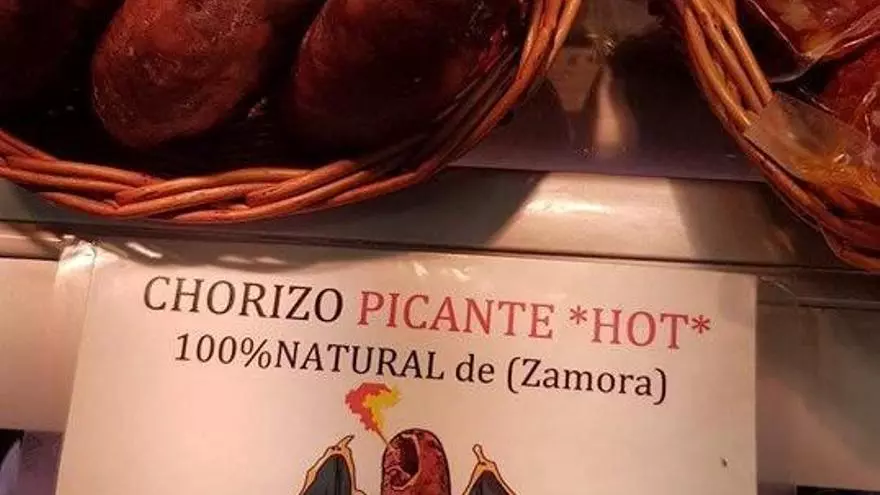 CHORIZO PICANTE *HOT*
100%NATURAL de (Zamora)